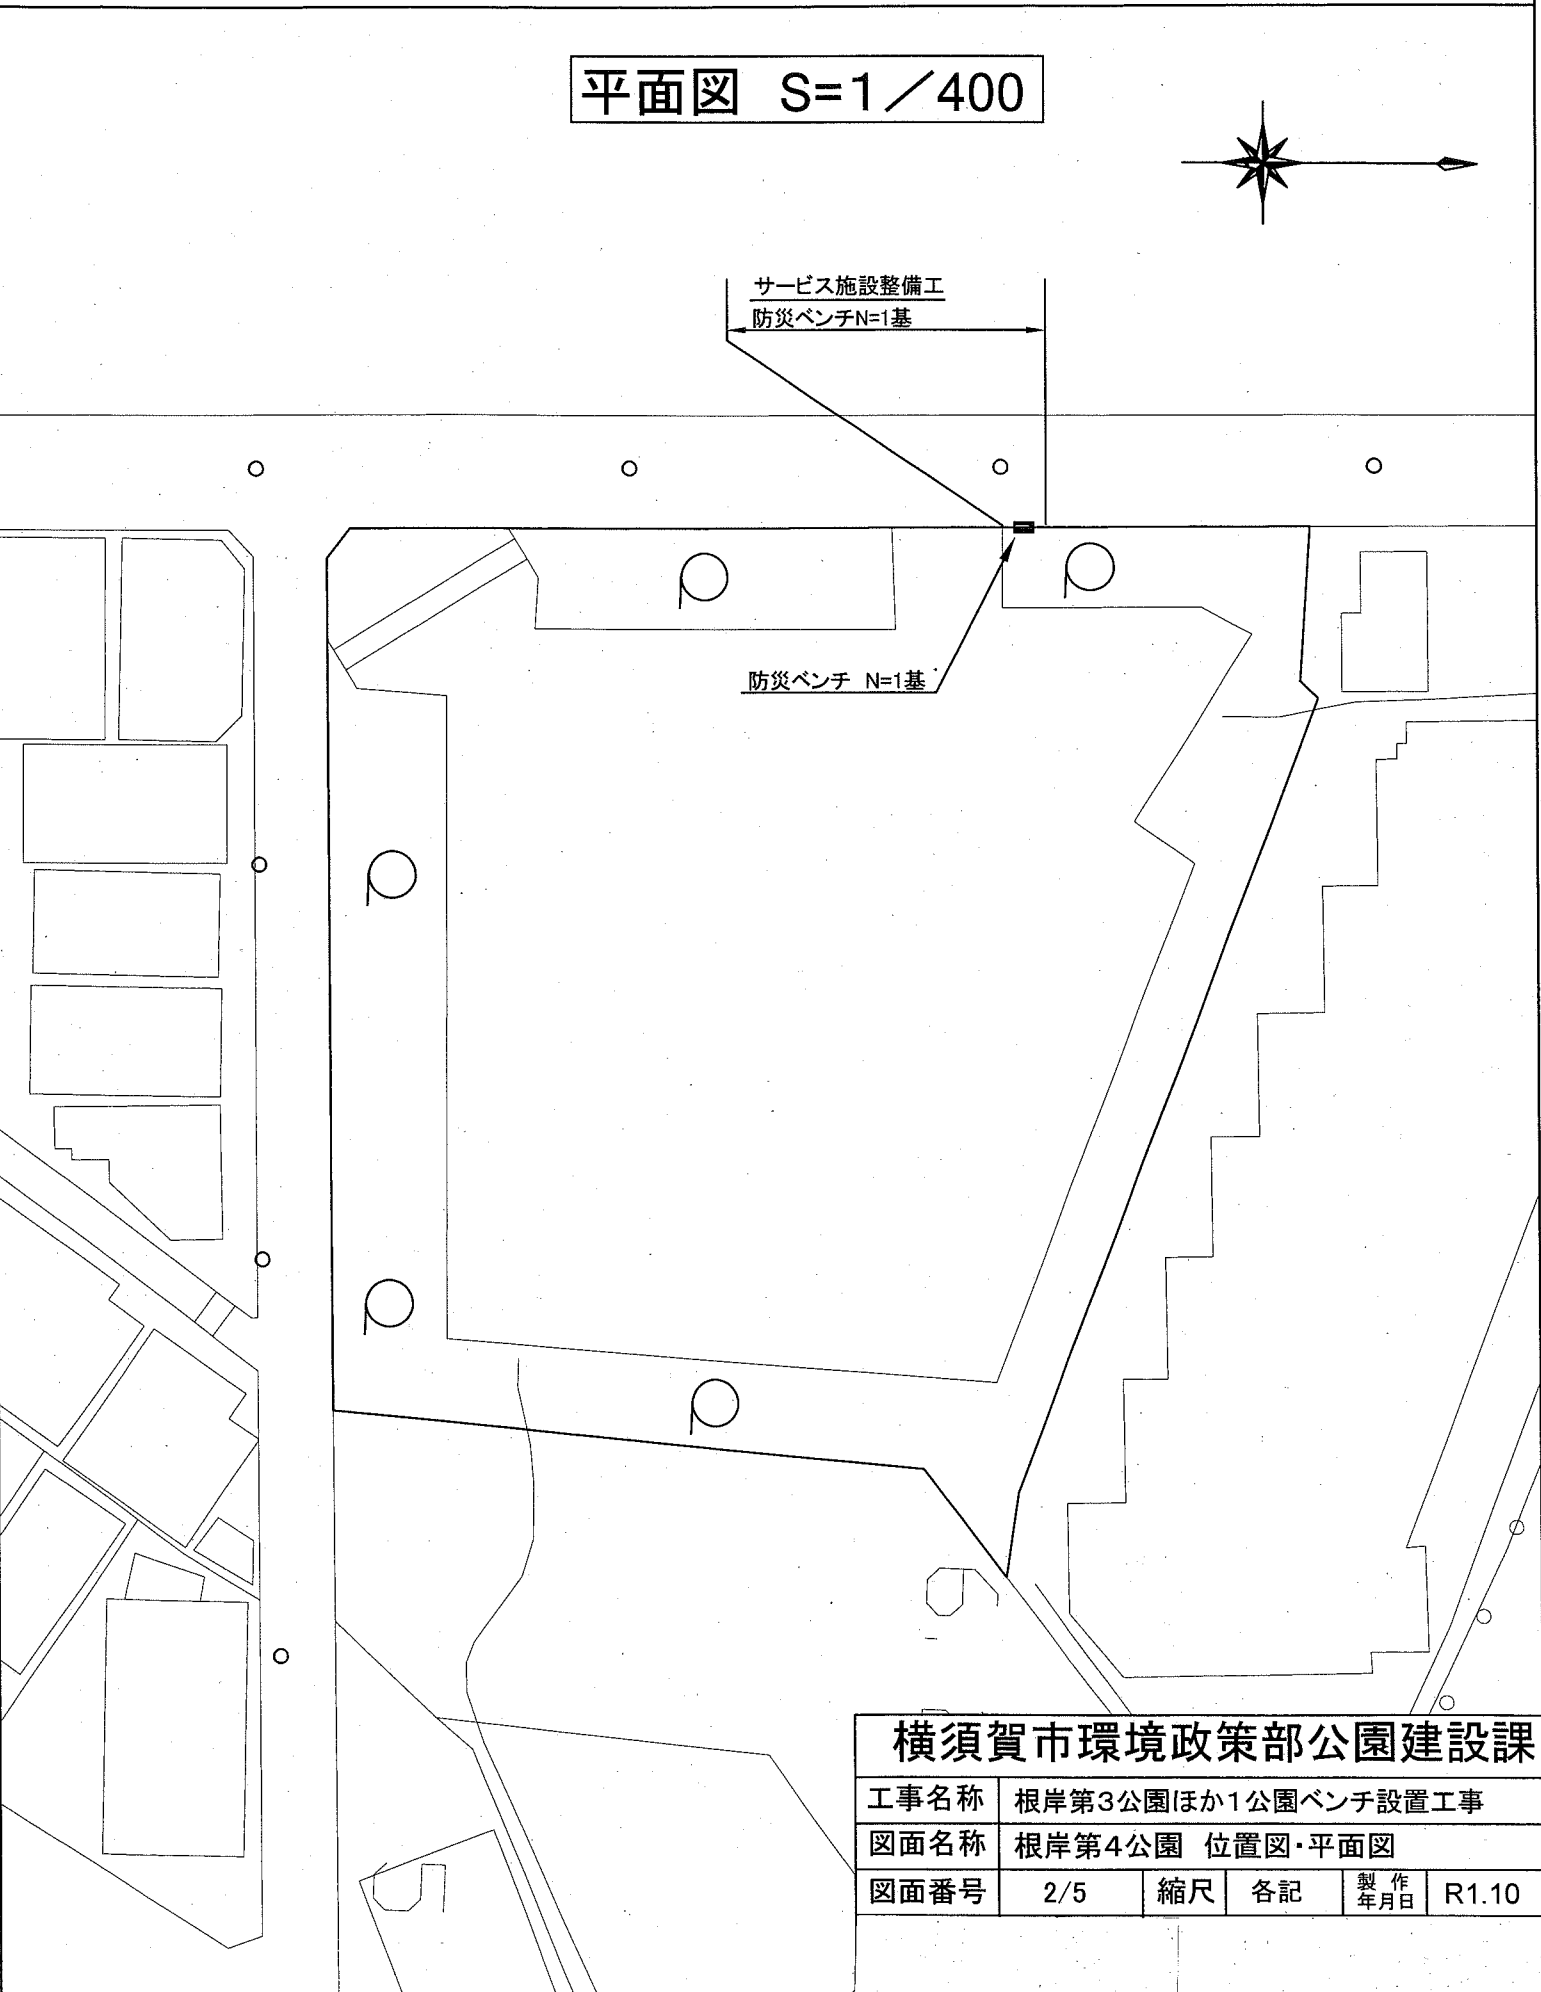 平面図 S=1／400
サービス施設整備工
防災ベンチN=1基
防災ベンチ N=1基
横須賀市環境政策部公園建設課
工事名称 根岸第3公園ほか1公園ベンチ設置工事
図面名称 根岸第4公園 位置図・平面図
図面番号 2/5 縮尺 各記 製作年月日 R1.10